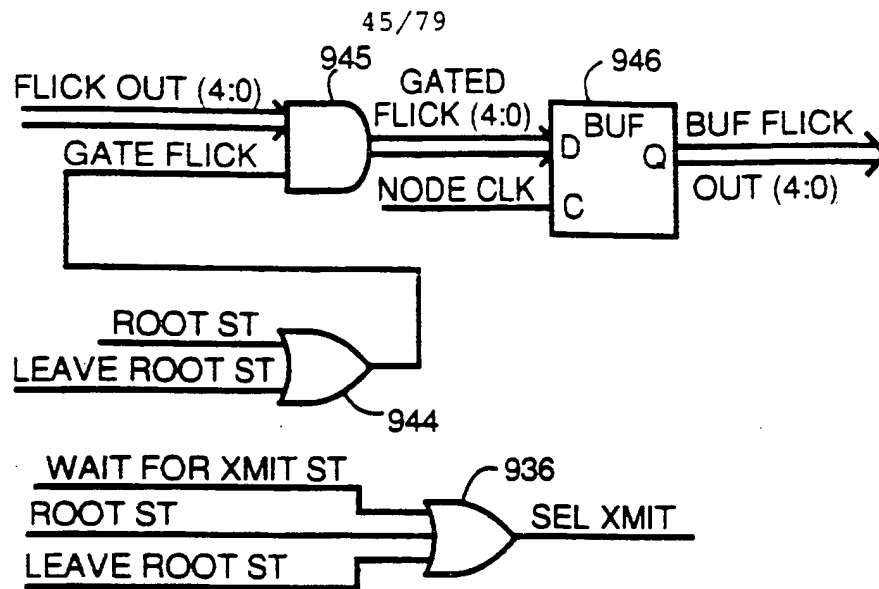 45/79
945
946
FLICK OUT (4:0)
GATED
FLICK (4:0)
BUF
BUF FLICK
D
Q
GATE FLICK
NODE CLK
C
OUT (4:0)
ROOT ST
LEAVE ROOT ST
944
WAIT FOR XMIT ST
936
ROOT ST
SEL XMIT
LEAVE ROOT ST